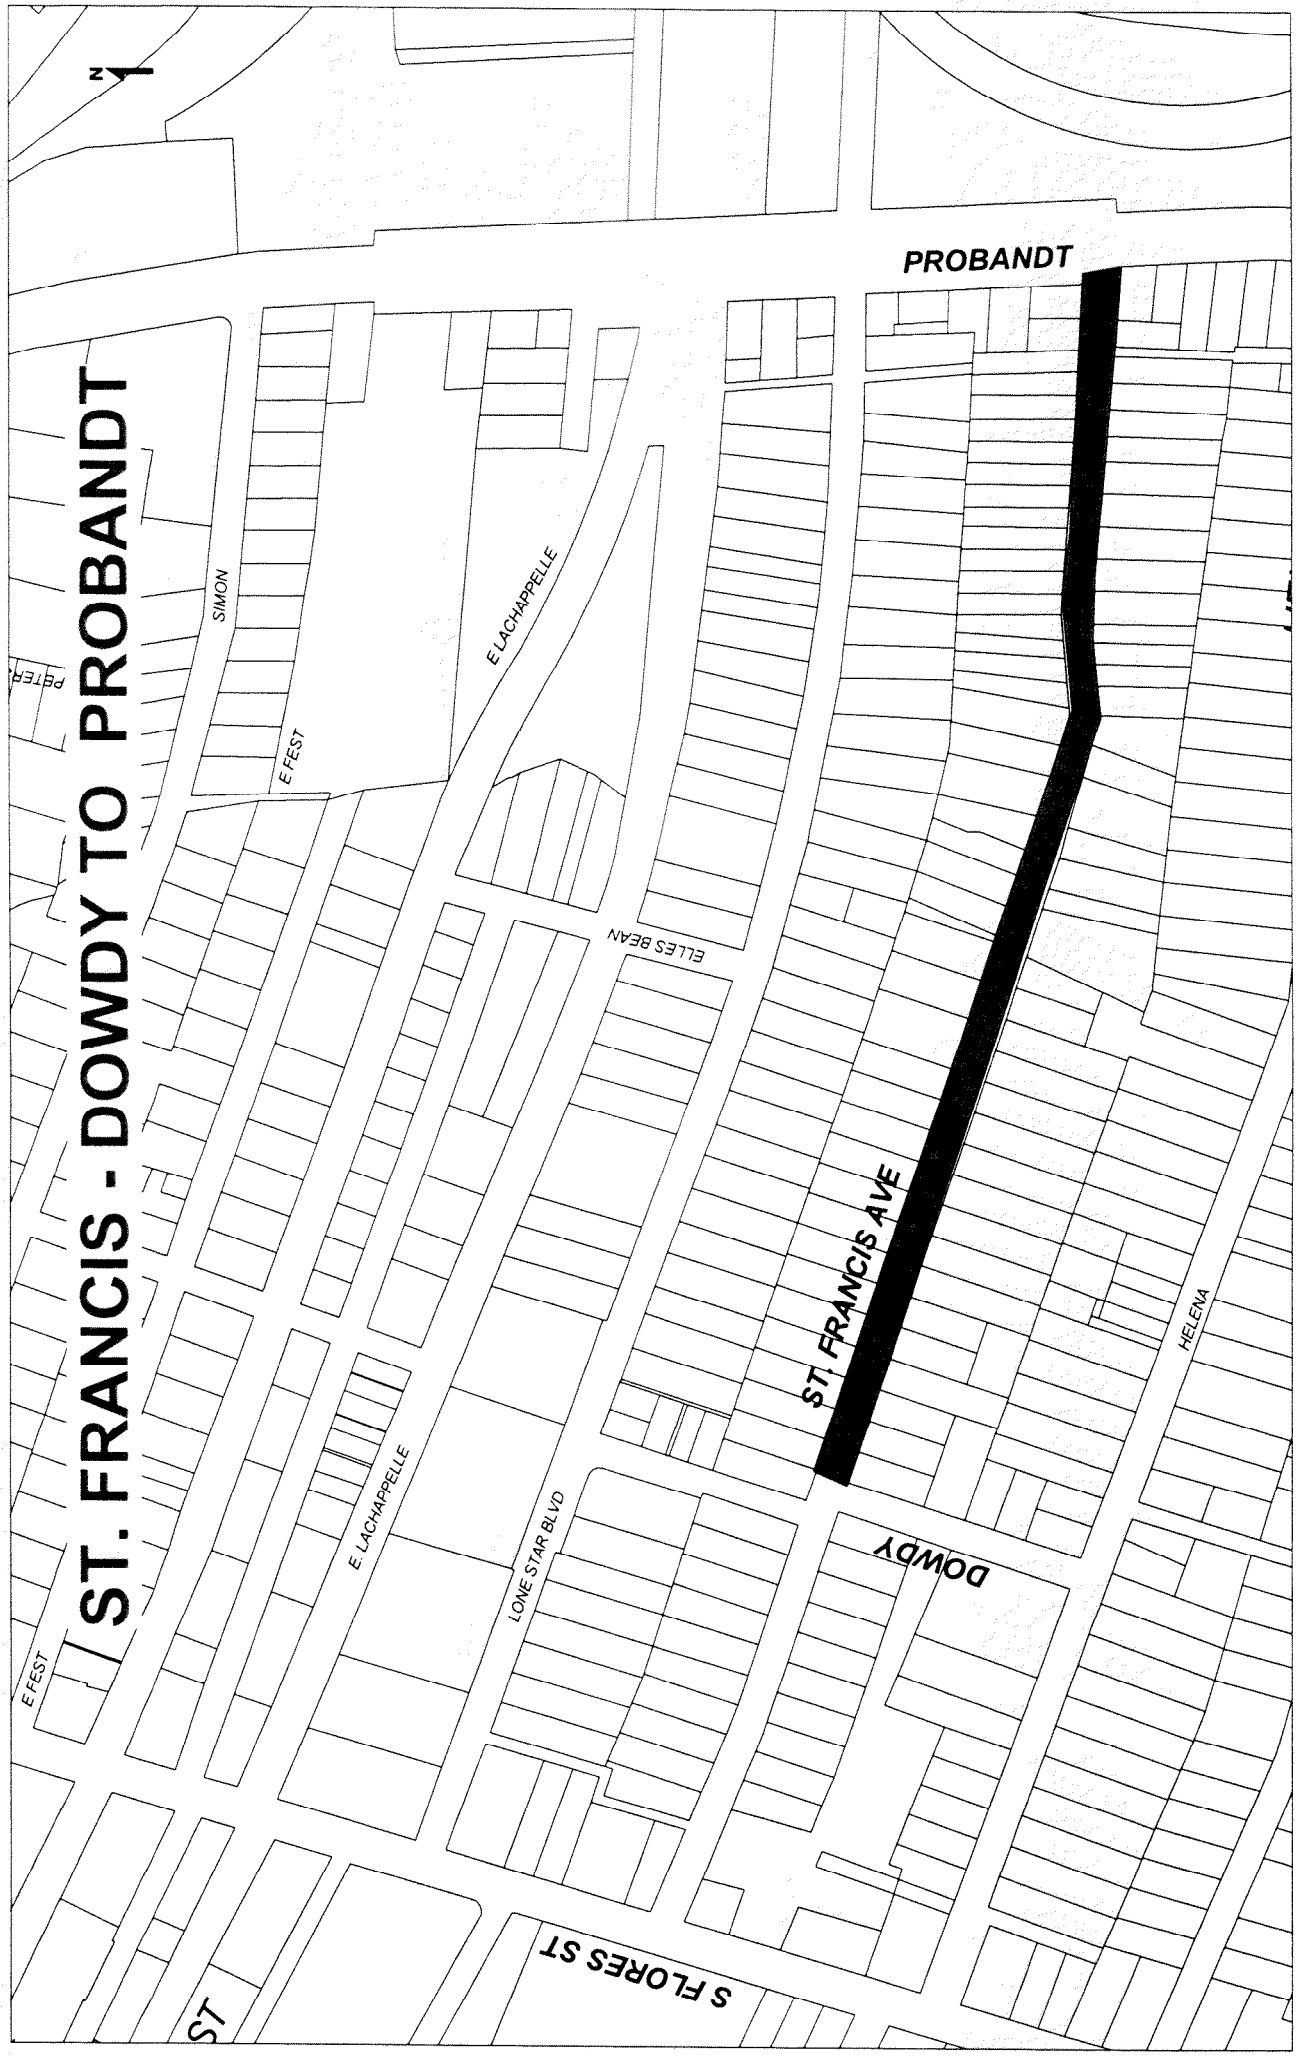 ST. FRANCIS - DOWDY TO PROBANDT
N
SIMON
E FEST
E LACHAPPELLE
PROBANDT
ELLES BEAN
ST. FRANCIS AVE
HELENA
E FEST
E. LACHAPPELLE
LONE STAR BLVD
DOWDY
S FLORES ST
ST